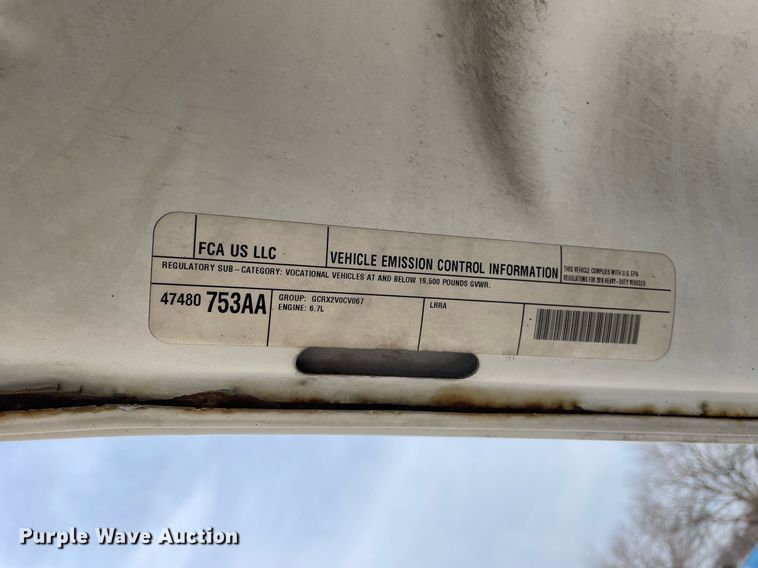 FCA US LLC
VEHICLE EMISSION CONTROL INFORMATION
THIS VEHICLE COMPLIES WITH U.S. EPA
REGULATIONS FOR 2016 HEAVY-DUTY VEHICLES
REGULATORY SUB-CATEGORY: VOCATIONAL VEHICLES AT AND BELOW 19,500 POUNDS GVWR.
47480 753AA
GROUP: GCRX2V0CV067
ENGINE: 6.7L
LRRA
Purple Wave Auction